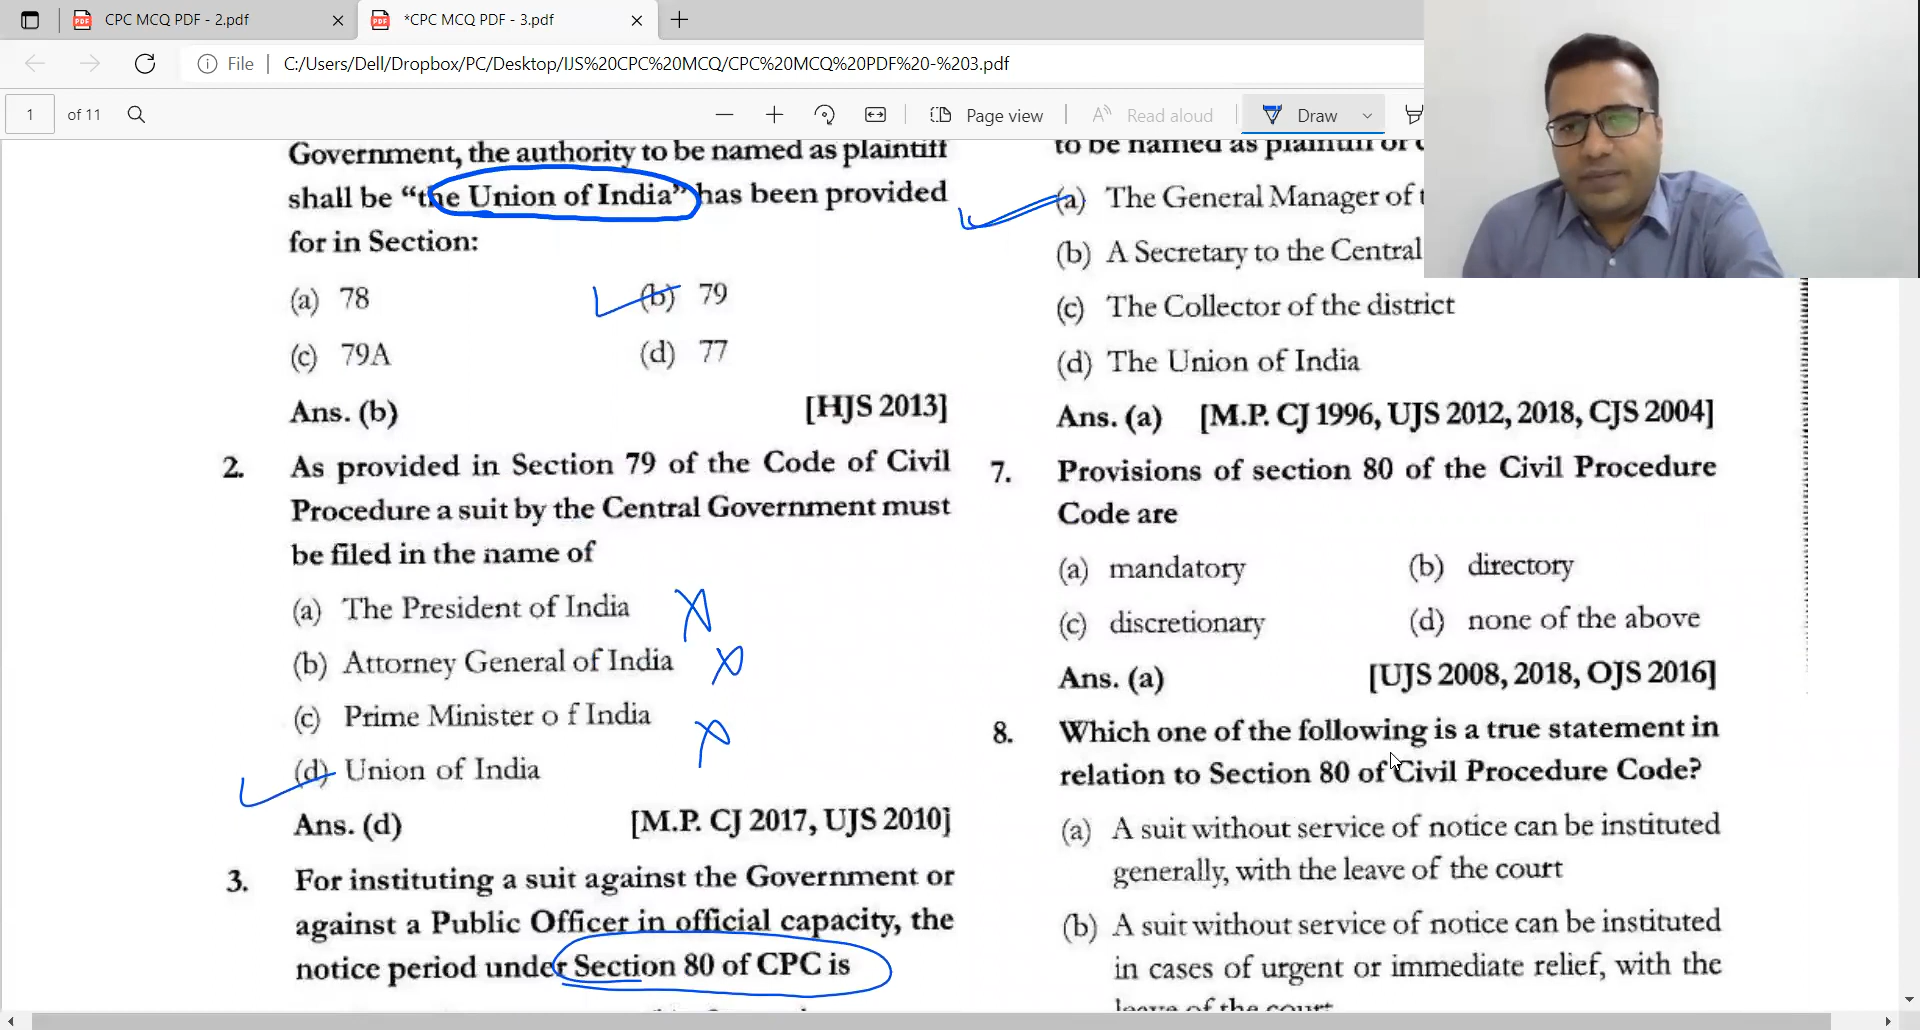 CPC MCQ PDF - 2.pdf
*CPC MCQ PDF - 3.pdf
File
C:/Users/Dell/Dropbox/PC/Desktop/IJS%20CPC%20MCQ/CPC%20MCQ%20PDF%20-%203.pdf
1 of 11
Page view
Read aloud
Draw
Government, the authority to be named as plaintiff
shall be “the Union of India” has been provided
for in Section:
(a) 78
(b) 79
(c) 79A
(d) 77
Ans. (b) [HJS 2013]
2. As provided in Section 79 of the Code of Civil
Procedure a suit by the Central Government must
be filed in the name of
(a) The President of India
(b) Attorney General of India
(c) Prime Minister o f India
(d) Union of India
Ans. (d) [M.P. CJ 2017, UJS 2010]
3. For instituting a suit against the Government or
against a Public Officer in official capacity, the
notice period under Section 80 of CPC is
to be named as plaintiff or
(a) The General Manager of
(b) A Secretary to the Central
(c) The Collector of the district
(d) The Union of India
Ans. (a) [M.P. CJ 1996, UJS 2012, 2018, CJS 2004]
7. Provisions of section 80 of the Civil Procedure
Code are
(a) mandatory
(b) directory
(c) discretionary
(d) none of the above
Ans. (a) [UJS 2008, 2018, OJS 2016]
8. Which one of the following is a true statement in
relation to Section 80 of Civil Procedure Code?
(a) A suit without service of notice can be instituted
generally, with the leave of the court
(b) A suit without service of notice can be instituted
in cases of urgent or immediate relief, with the
leave of the court